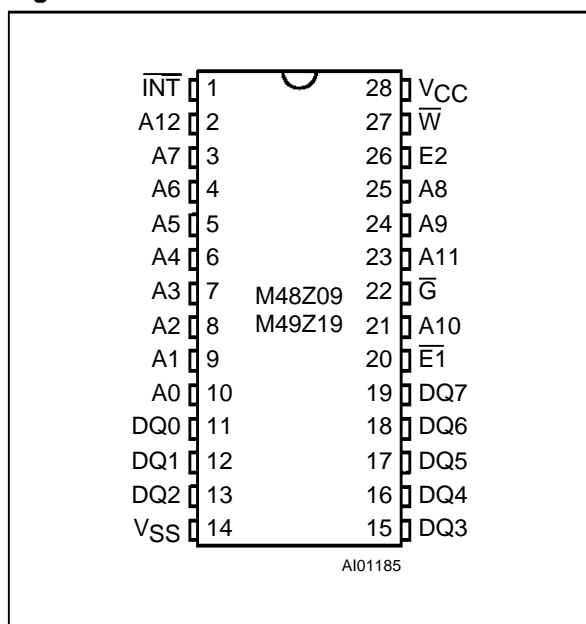 INT 1 28 VCC
A12 2 27 W
A7 3 26 E2
A6 4 25 A8
A5 5 24 A9
A4 6 23 A11
A3 7 M48Z09 22 G
A2 8 M49Z19 21 A10
A1 9 20 E1
A0 10 19 DQ7
DQ0 11 18 DQ6
DQ1 12 17 DQ5
DQ2 13 16 DQ4
VSS 14 15 DQ3
AI01185